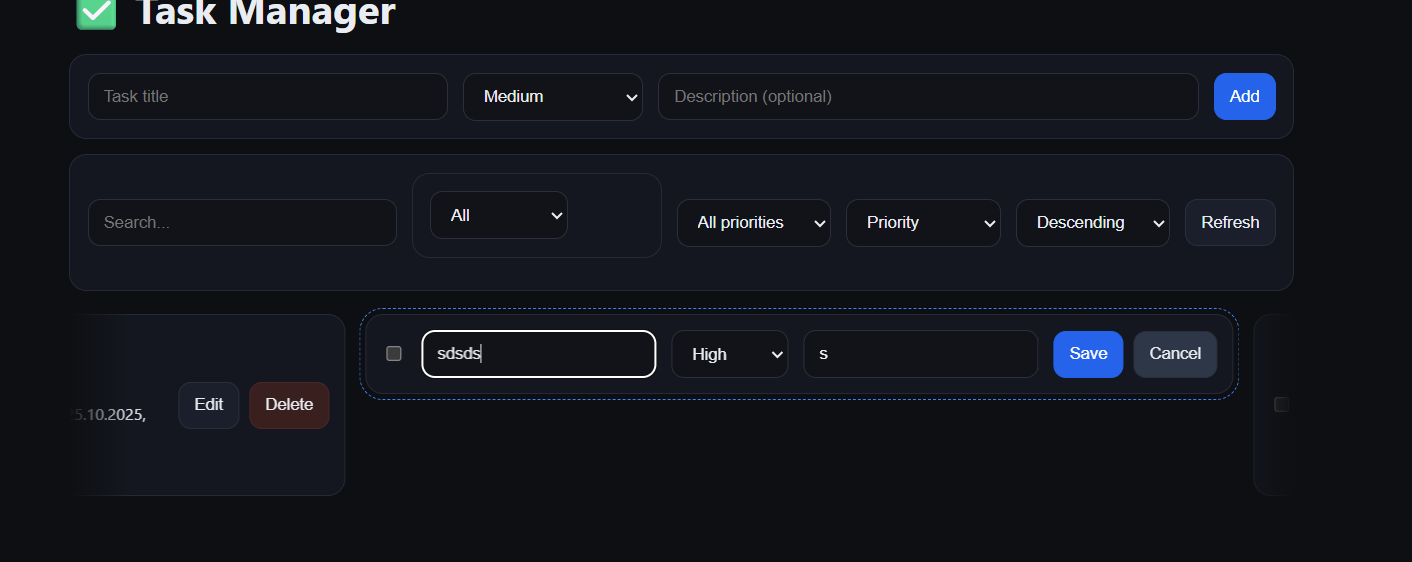 Task Manager
Task title Medium Description (optional) Add
Search... All All priorities Priority Descending Refresh
sdsds High s Save Cancel
5.10.2025, Edit Delete